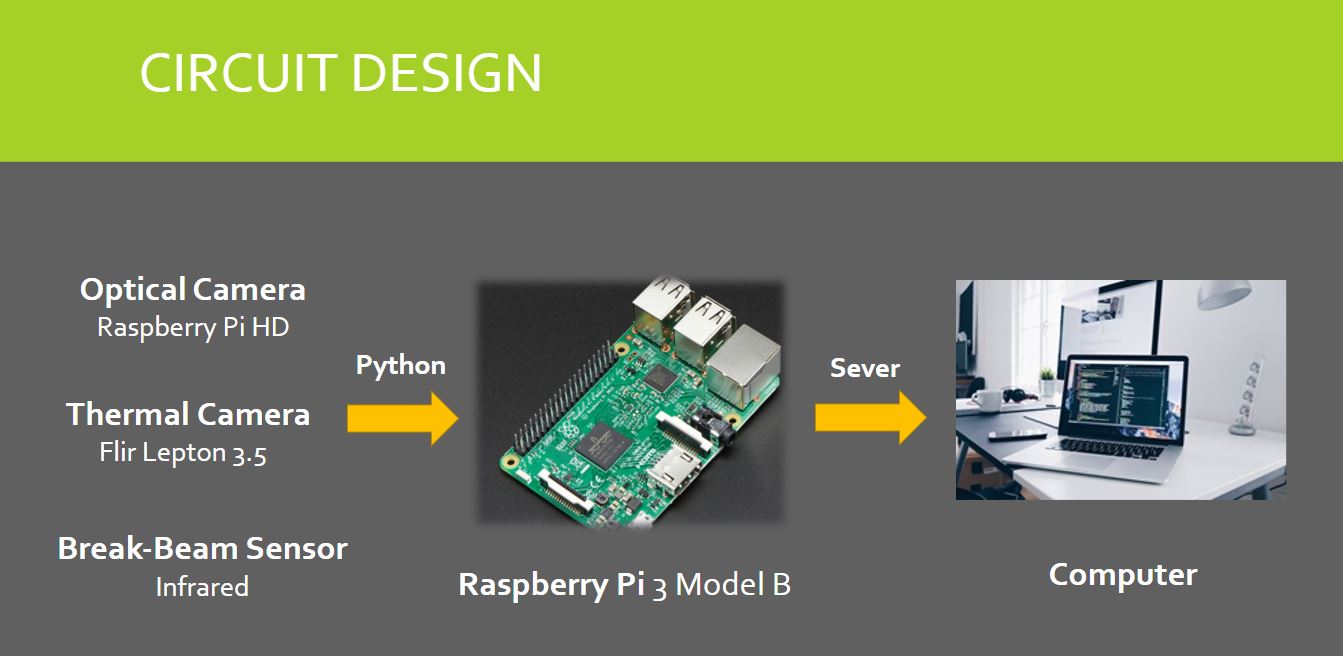 CIRCUIT DESIGN
Optical Camera
Raspberry Pi HD
Thermal Camera
Flir Lepton 3.5
Break-Beam Sensor
Infrared
Python
Raspberry Pi 3 Model B
Sever
Computer